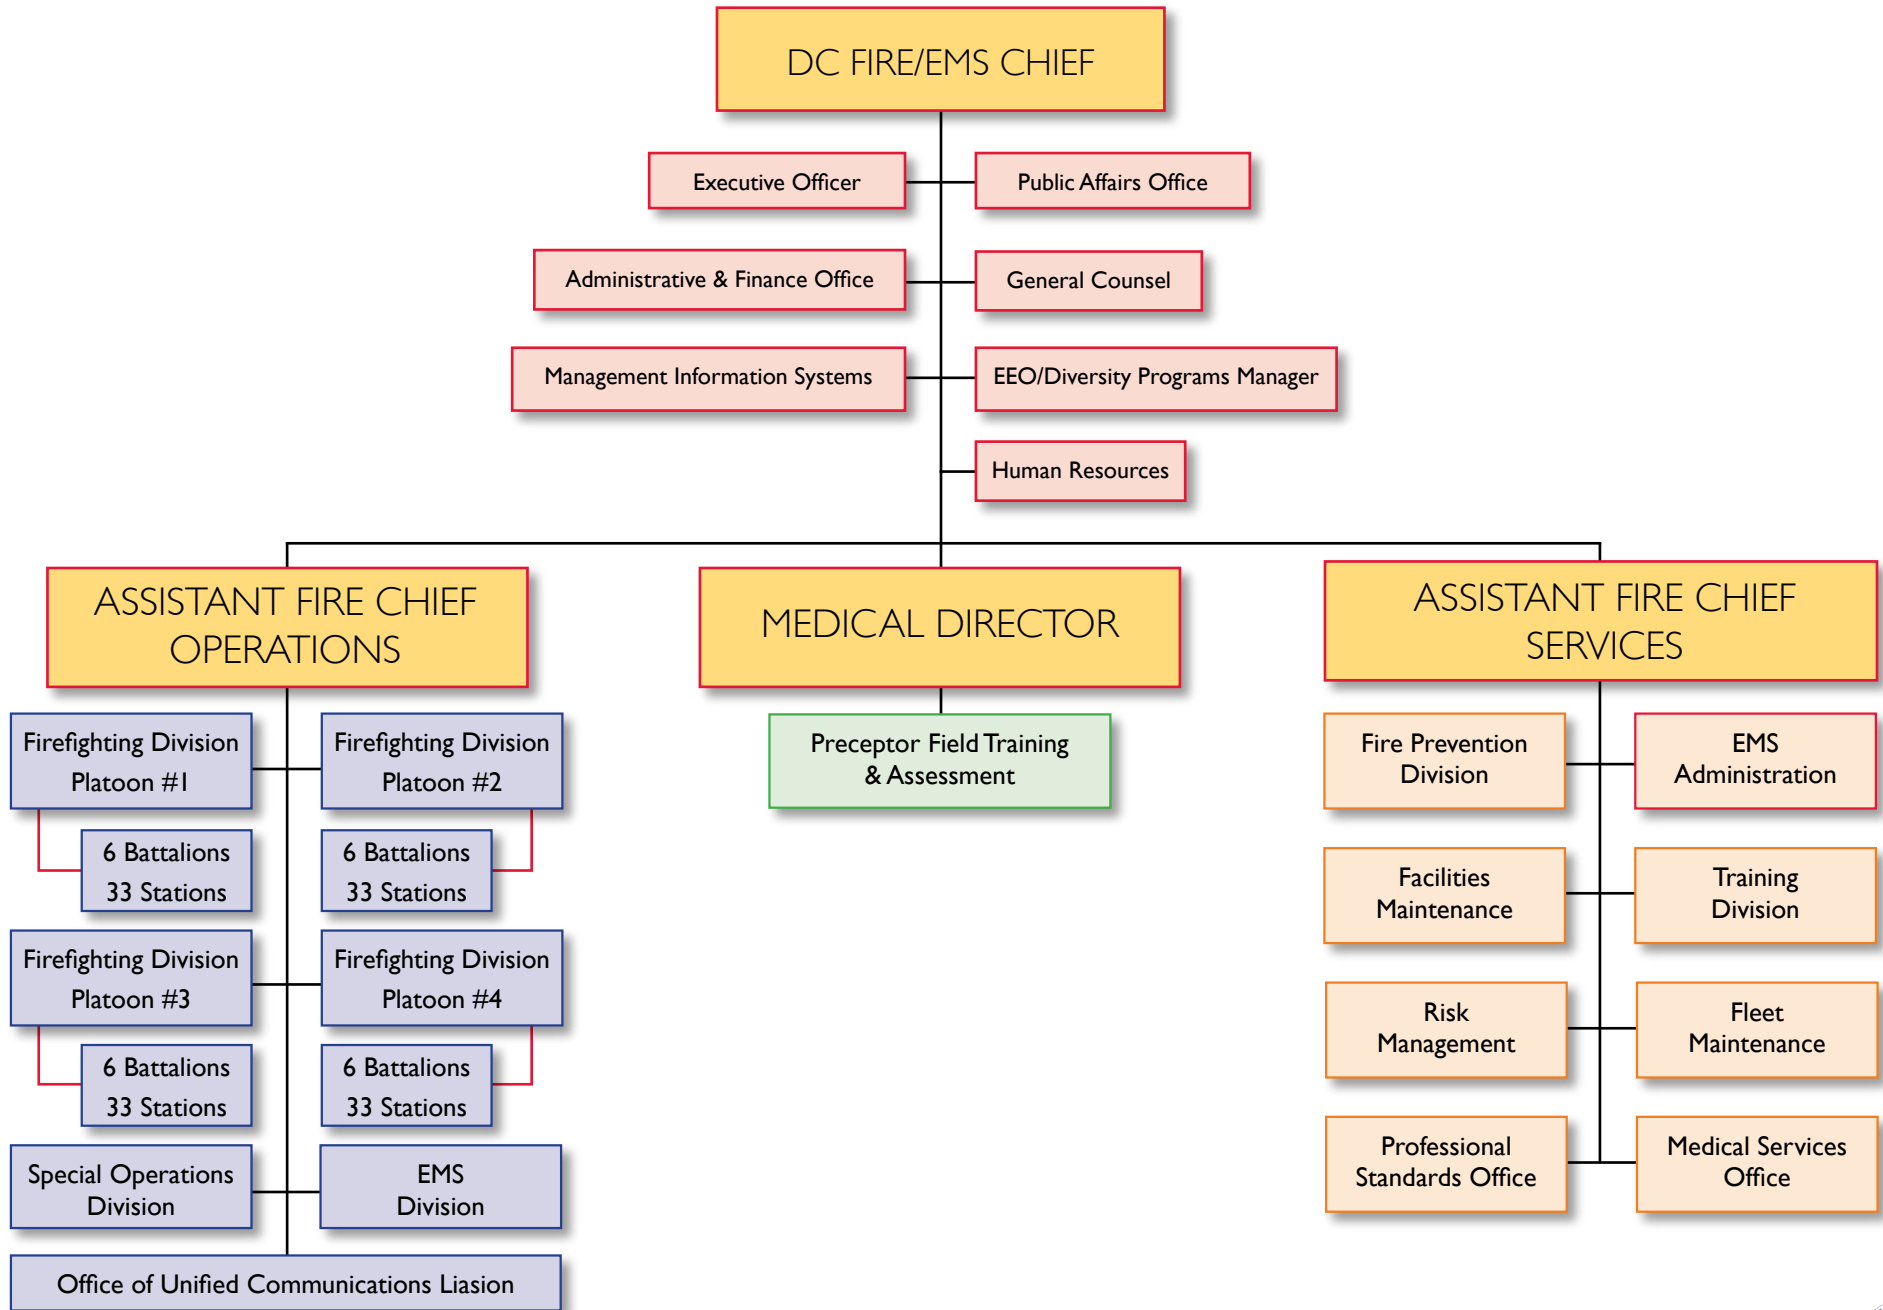 DC FIRE/EMS CHIEF
Executive Officer
Public Affairs Office
Administrative & Finance Office
General Counsel
Management Information Systems
EEO/Diversity Programs Manager
Human Resources
ASSISTANT FIRE CHIEF
OPERATIONS
Firefighting Division
Platoon #1
Firefighting Division
Platoon #2
6 Battalions
33 Stations
6 Battalions
33 Stations
Firefighting Division
Platoon #3
Firefighting Division
Platoon #4
6 Battalions
33 Stations
6 Battalions
33 Stations
Special Operations
Division
EMS
Division
Office of Unified Communications Liasion
MEDICAL DIRECTOR
Preceptor Field Training
& Assessment
ASSISTANT FIRE CHIEF
SERVICES
Fire Prevention
Division
EMS
Administration
Facilities
Maintenance
Training
Division
Risk
Management
Fleet
Maintenance
Professional
Standards Office
Medical Services
Office